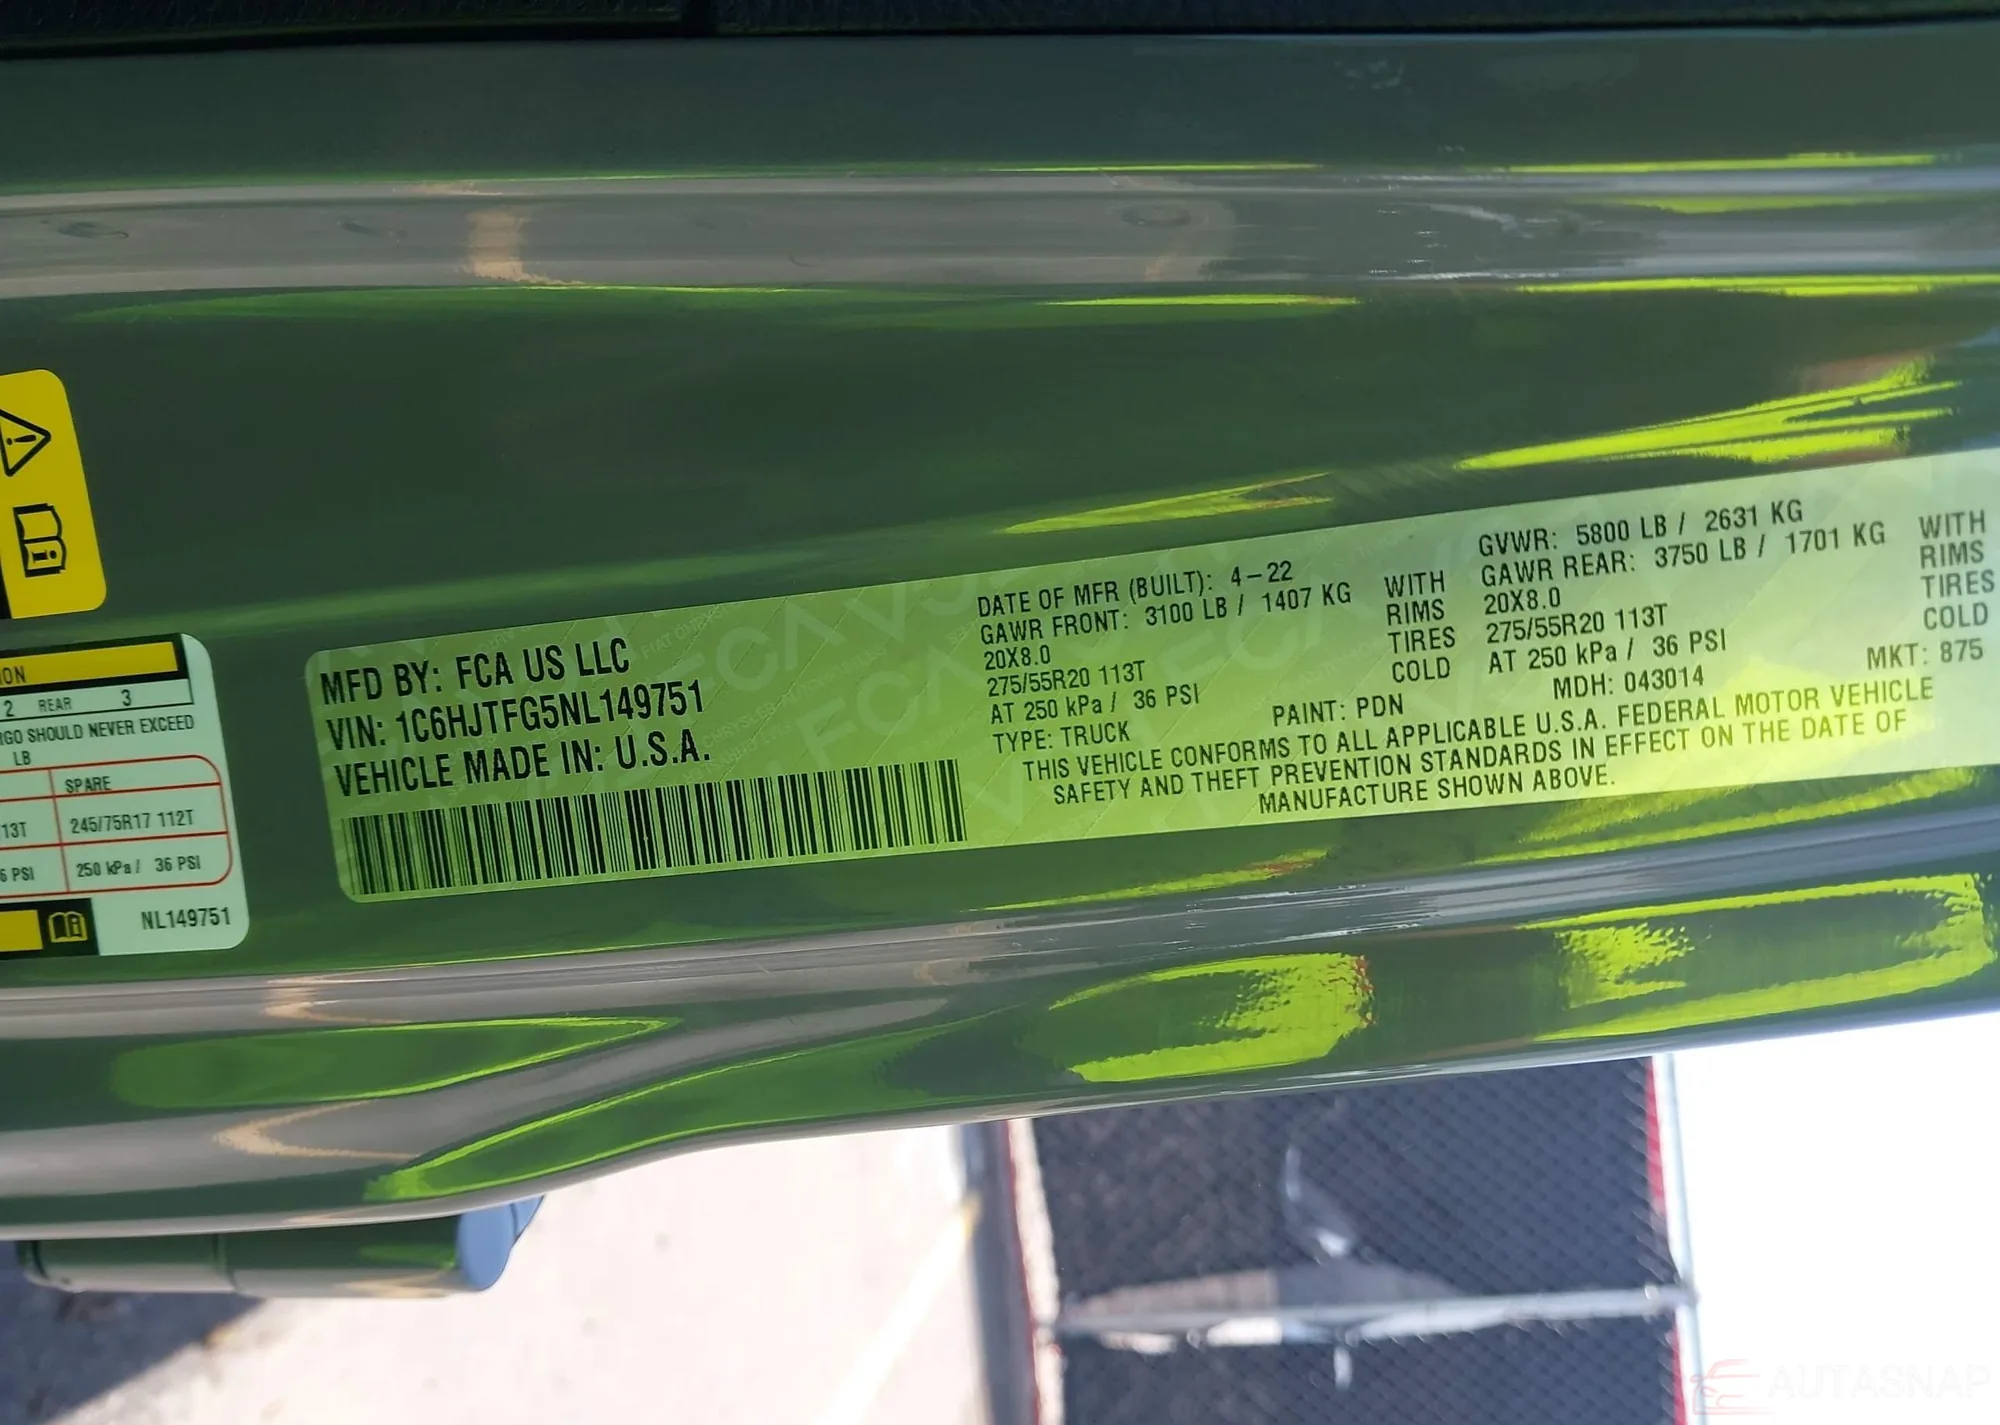 ION
2 REAR 3
RGO SHOULD NEVER EXCEED
LB
SPARE
13T 245/75R17 112T
6 PSI 250 kPa / 36 PSI
NL149751
MFD BY: FCA US LLC
VIN: 1C6HJTFG5NL149751
VEHICLE MADE IN: U.S.A.
DATE OF MFR (BUILT): 4-22 GVWR: 5800 LB / 2631 KG
GAWR FRONT: 3100 LB / 1407 KG WITH GAWR REAR: 3750 LB / 1701 KG WITH
20X8.0 RIMS 20X8.0 RIMS
275/55R20 113T TIRES 275/55R20 113T TIRES
AT 250 kPa / 36 PSI COLD AT 250 kPa / 36 PSI COLD
TYPE: TRUCK PAINT: PDN MDH: 043014 MKT: 875
THIS VEHICLE CONFORMS TO ALL APPLICABLE U.S.A. FEDERAL MOTOR VEHICLE
SAFETY AND THEFT PREVENTION STANDARDS IN EFFECT ON THE DATE OF
MANUFACTURE SHOWN ABOVE.
AUTASNAP